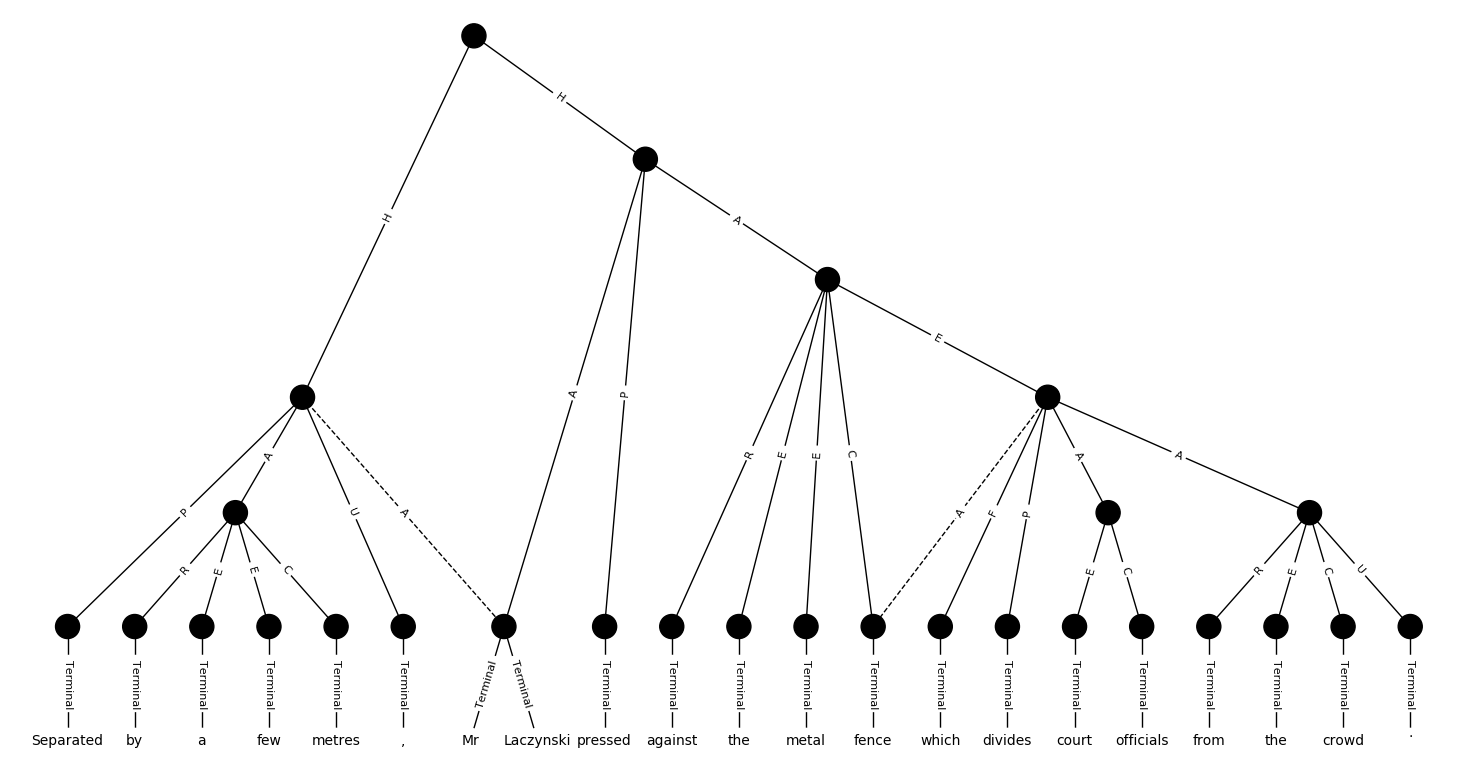 H
H
A
A
P
E
A
R
E
E
C
A
A
P
U
A
A
F
P
R
E
E
C
E
C
R
E
C
U
Terminal Terminal Terminal Terminal Terminal Terminal Terminal Terminal Terminal Terminal Terminal Terminal Terminal Terminal Terminal Terminal Terminal Terminal Terminal Terminal Terminal
Separated by a few metres , Mr Laczynski pressed against the metal fence which divides court officials from the crowd .